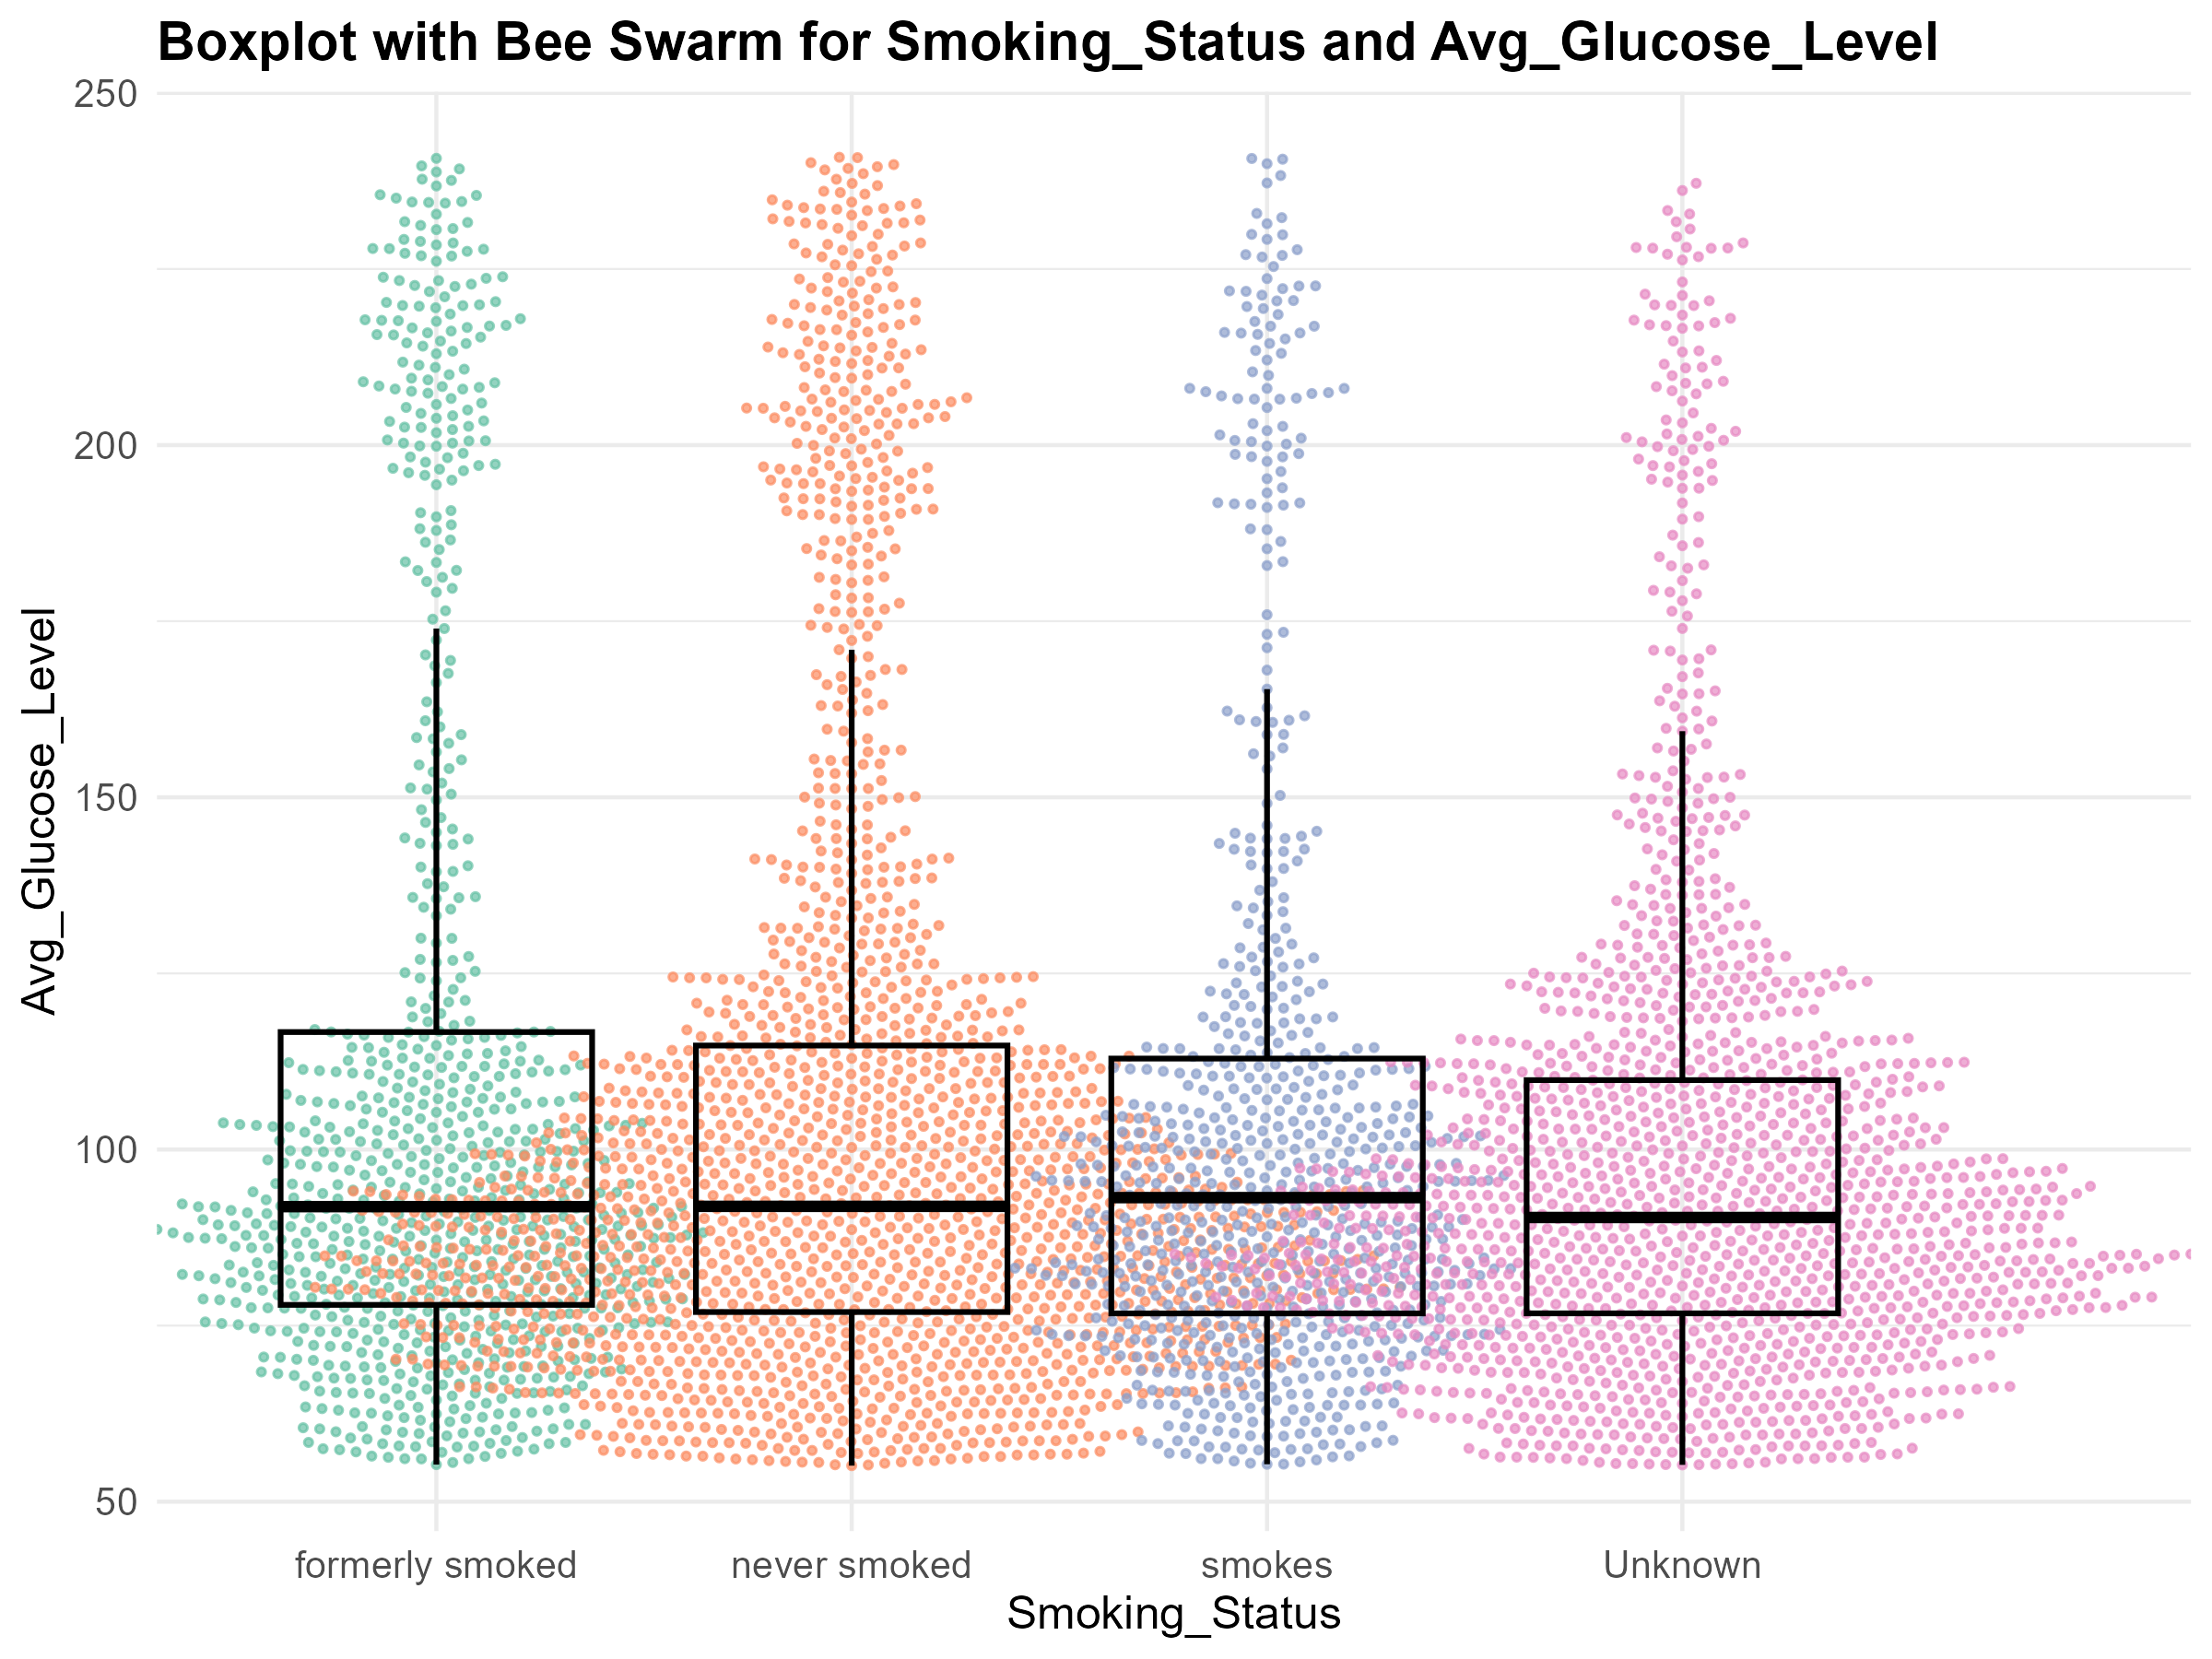 Boxplot with Bee Swarm for Smoking_Status and Avg_Glucose_Level
250
200
150
100
50
Avg_Glucose_Level
formerly smoked
never smoked
smokes
Unknown
Smoking_Status